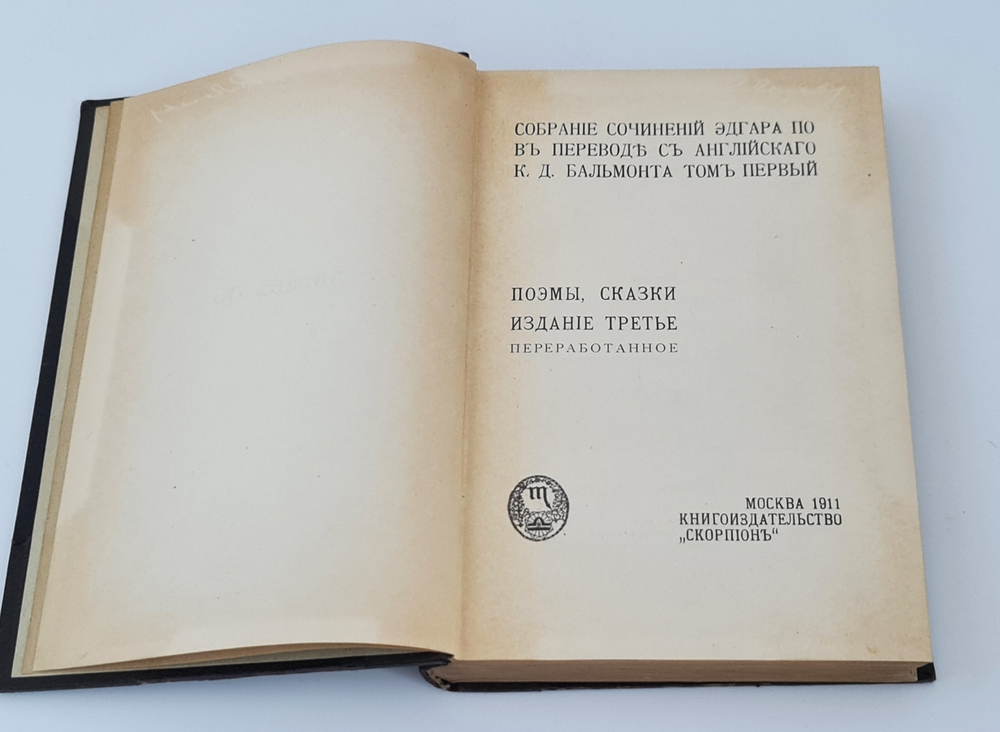 СОБРАНІЕ СОЧИНЕНІЙ ЭДГАРА ПО
ВЪ ПЕРЕВОДѢ СЪ АНГЛІЙСКАГО
К. Д. БАЛЬМОНТА ТОМЪ ПЕРВЫЙ
ПОЭМЫ, СКАЗКИ
ИЗДАНІЕ ТРЕТЬЕ
ПЕРЕРАБОТАННОЕ
МОСКВА 1911
КНИГОИЗДАТЕЛЬСТВО
„СКОРПІОНЪ“